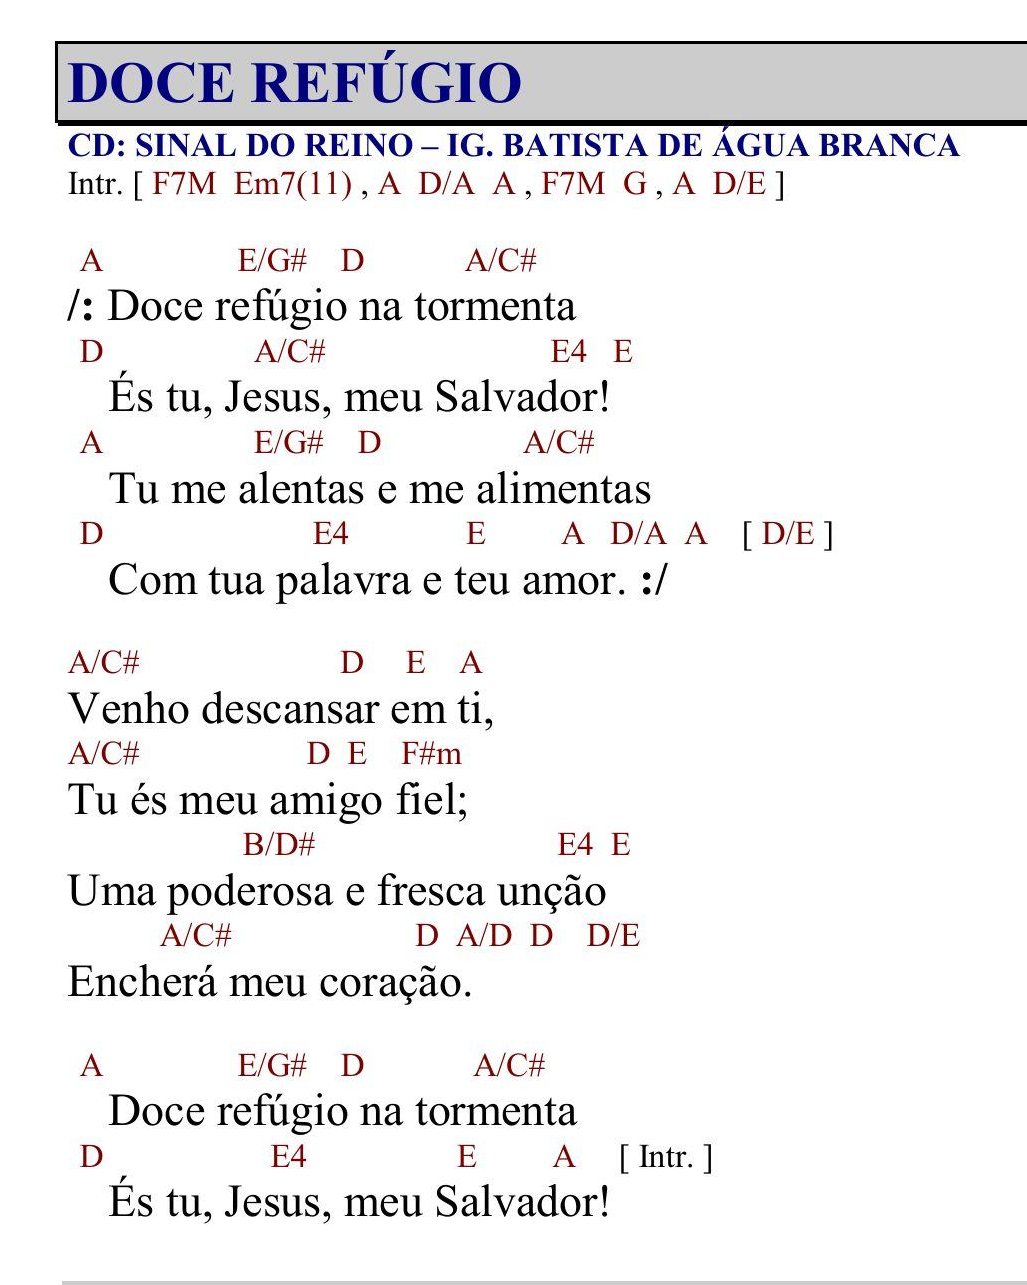 DOCE REFÚGIO
CD: SINAL DO REINO – IG. BATISTA DE ÁGUA BRANCA
Intr. [ F7M Em7(11) , A D/A A , F7M G , A D/E ]
A E/G# D A/C#
/: Doce refúgio na tormenta
D A/C# E4 E
És tu, Jesus, meu Salvador!
A E/G# D A/C#
Tu me alentas e me alimentas
D E4 E A D/A A [ D/E ]
Com tua palavra e teu amor. :/
A/C# D E A
Venho descansar em ti,
A/C# D E F#m
Tu és meu amigo fiel;
B/D# E4 E
Uma poderosa e fresca unção
A/C# D A/D D D/E
Encherá meu coração.
A E/G# D A/C#
Doce refúgio na tormenta
D E4 E A [ Intr. ]
És tu, Jesus, meu Salvador!